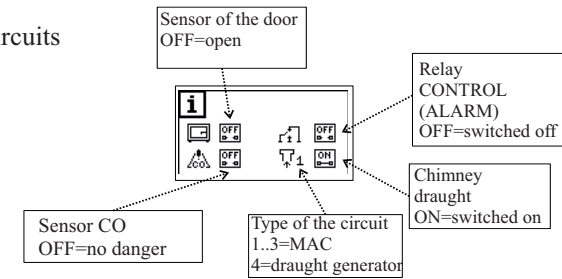 ircuits
Sensor of the door
OFF=open
Relay
CONTROL
(ALARM)
OFF=switched off
i
OFF
OFF
CO
OFF
1
ON
Chimney
draught
ON=switched on
Sensor CO
OFF=no danger
Type of the circuit
1..3=MAC
4=draught generator